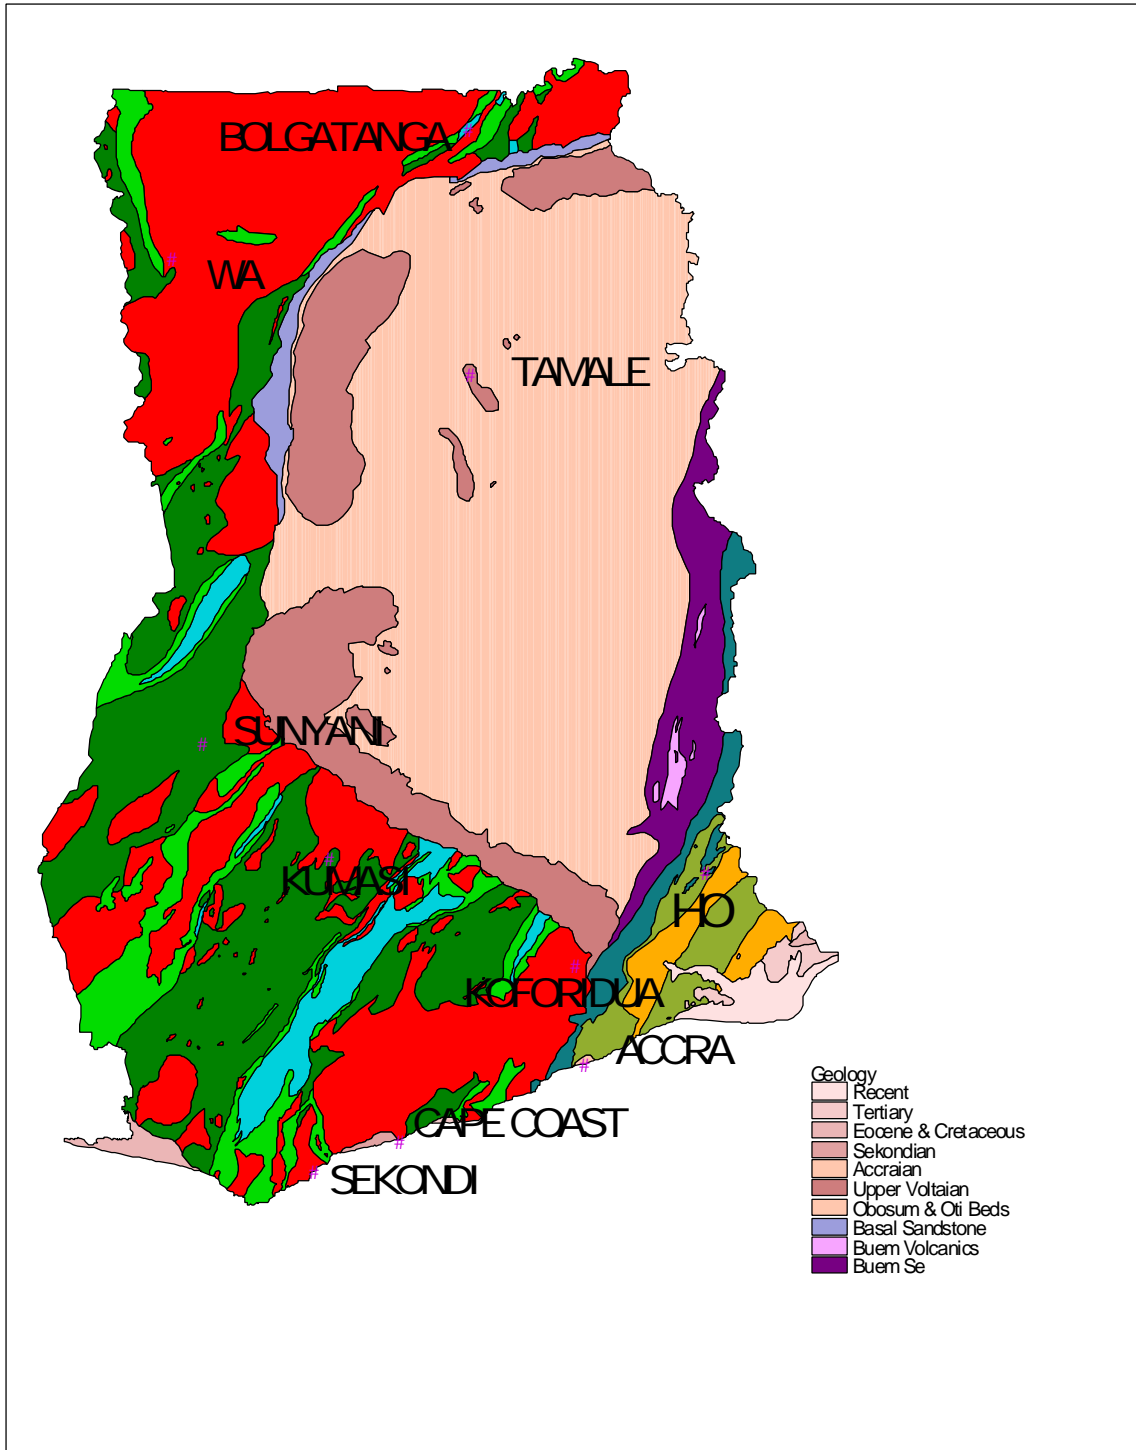 BOLGATANGA
#
#
WA
TAMALE
#
SUNYANI
#
#
KUMASI
#
HO
#
KOFORIDUA
ACCRA
#
CAPE COAST
#
#
SEKONDI
Geology
Recent
Tertiary
Eocene & Cretaceous
Sekondian
Accraian
Upper Voltaian
Obosum & Oti Beds
Basal Sandstone
Buem Volcanics
Buem Se